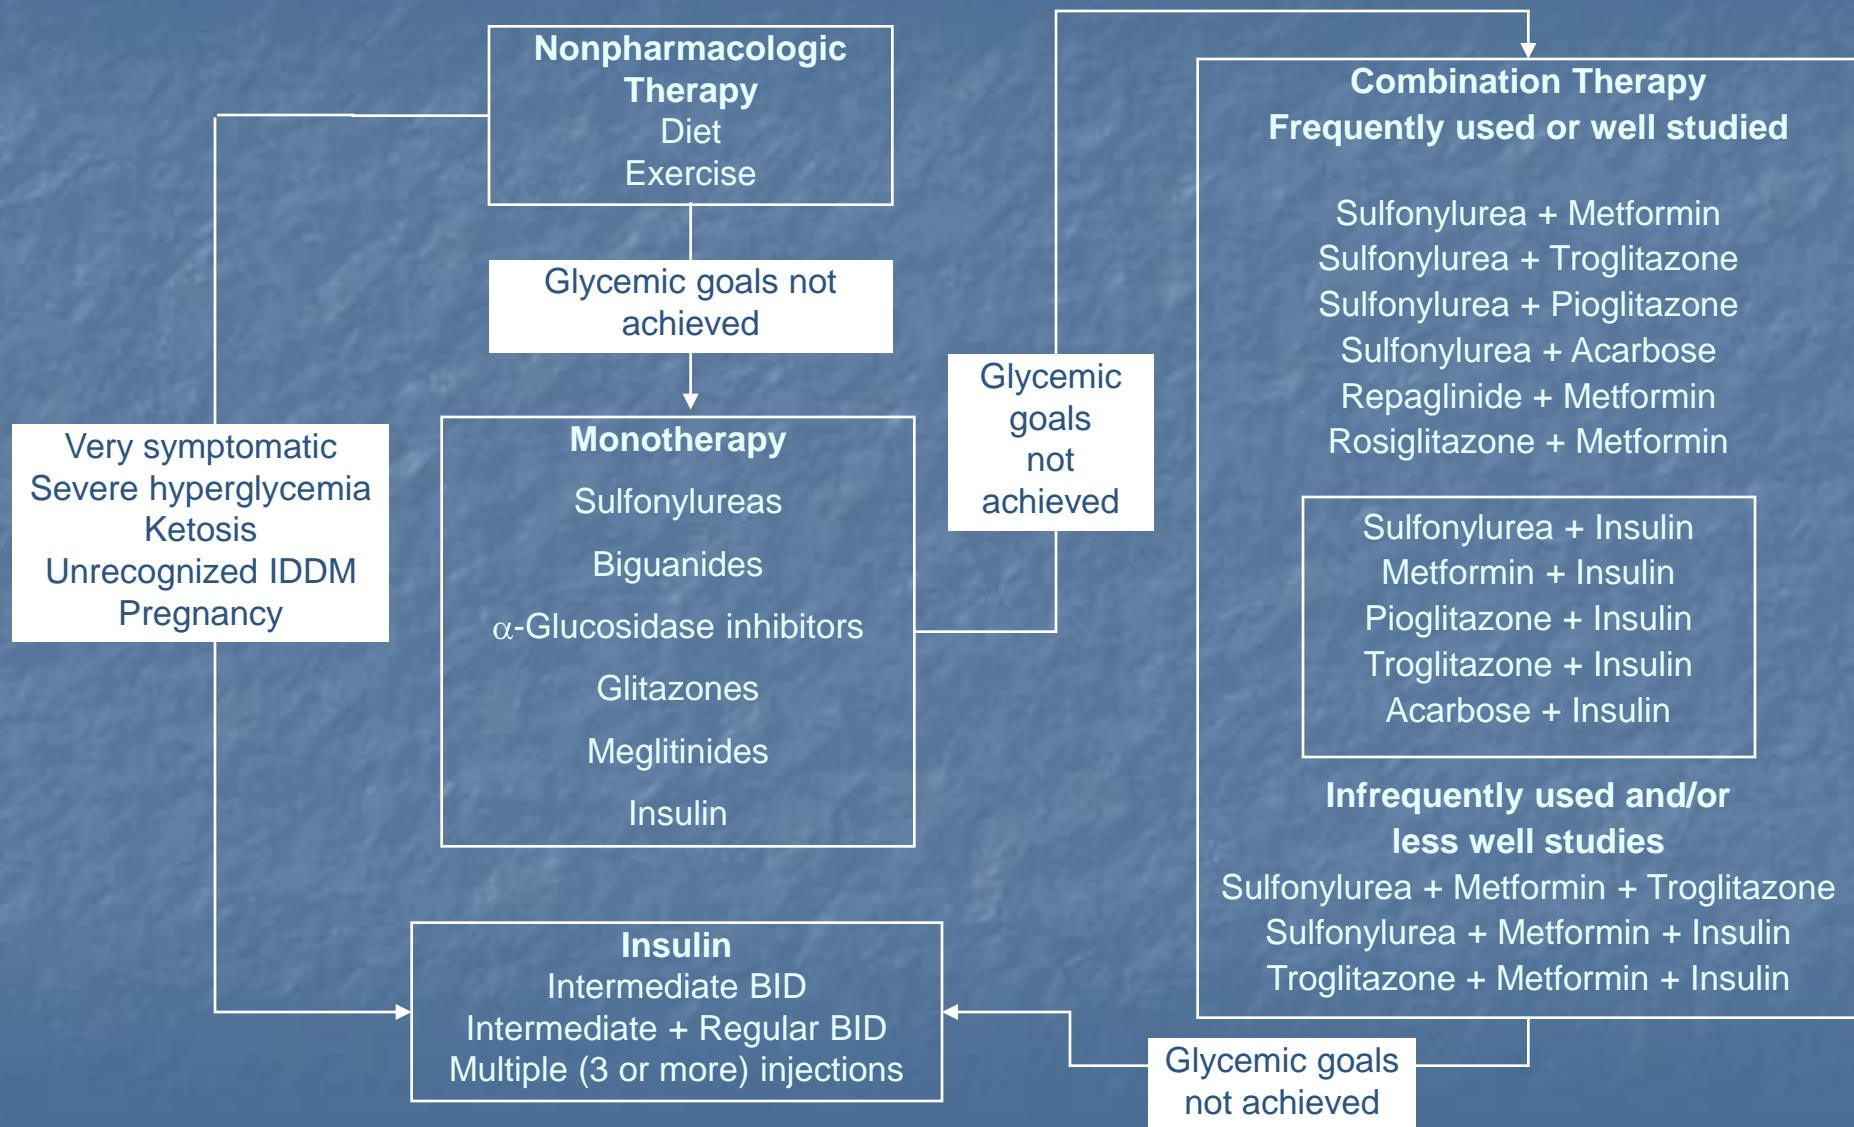 Nonpharmacologic
Therapy
Diet
Exercise
Glycemic goals not
achieved
Very symptomatic
Severe hyperglycemia
Ketosis
Unrecognized IDDM
Pregnancy
Monotherapy
Sulfonylureas
Biguanides
α-Glucosidase inhibitors
Glitazones
Meglitinides
Insulin
Glycemic
goals
not
achieved
Combination Therapy
Frequently used or well studied
Sulfonylurea + Metformin
Sulfonylurea + Troglitazone
Sulfonylurea + Pioglitazone
Sulfonylurea + Acarbose
Repaglinide + Metformin
Rosiglitazone + Metformin
Sulfonylurea + Insulin
Metformin + Insulin
Pioglitazone + Insulin
Troglitazone + Insulin
Acarbose + Insulin
Infrequently used and/or
less well studies
Sulfonylurea + Metformin + Troglitazone
Sulfonylurea + Metformin + Insulin
Troglitazone + Metformin + Insulin
Glycemic goals
not achieved
Insulin
Intermediate BID
Intermediate + Regular BID
Multiple (3 or more) injections